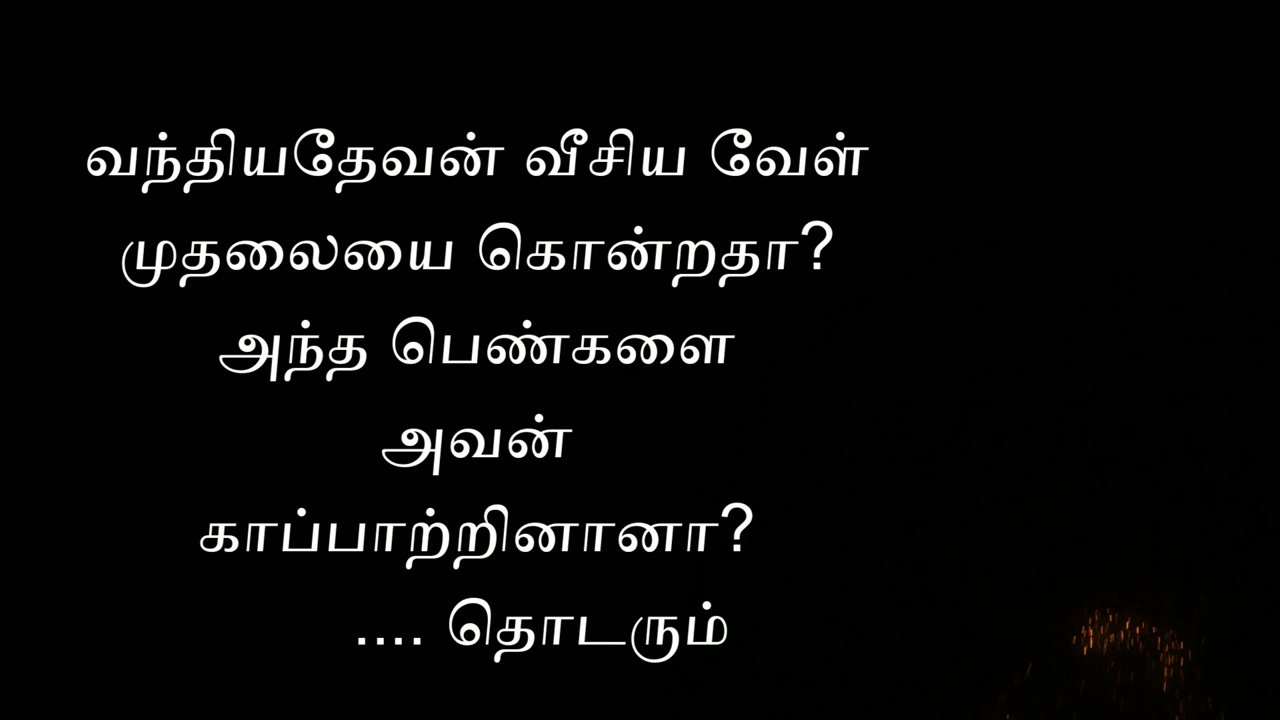 வந்தியதேவன் வீசிய வேள்
முதலையை கொன்றதா?
அந்த பெண்களை
அவன்
காப்பாற்றினானா?
.... தொடரும்